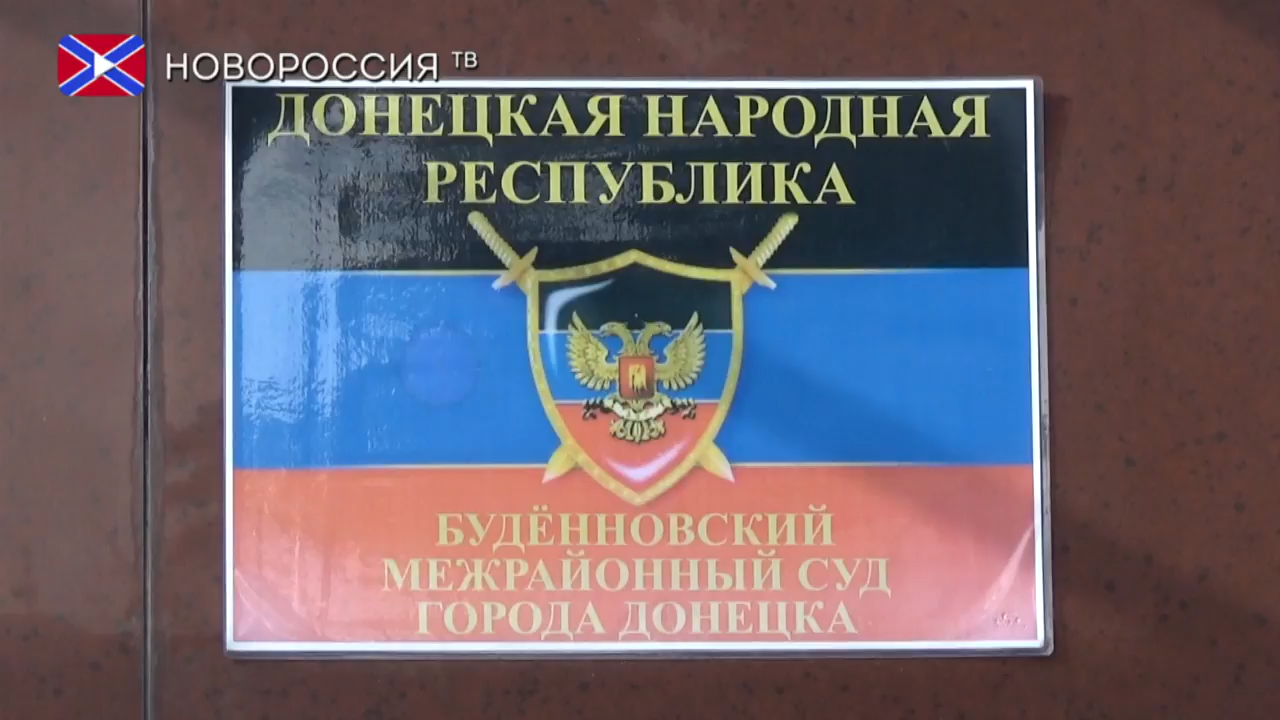 НОВОРОССИЯ ТВ
ДОНЕЦКАЯ НАРОДНАЯ
РЕСПУБЛИКА
БУДЁННОВСКИЙ
МЕЖРАЙОННЫЙ СУД
ГОРОДА ДОНЕЦКА